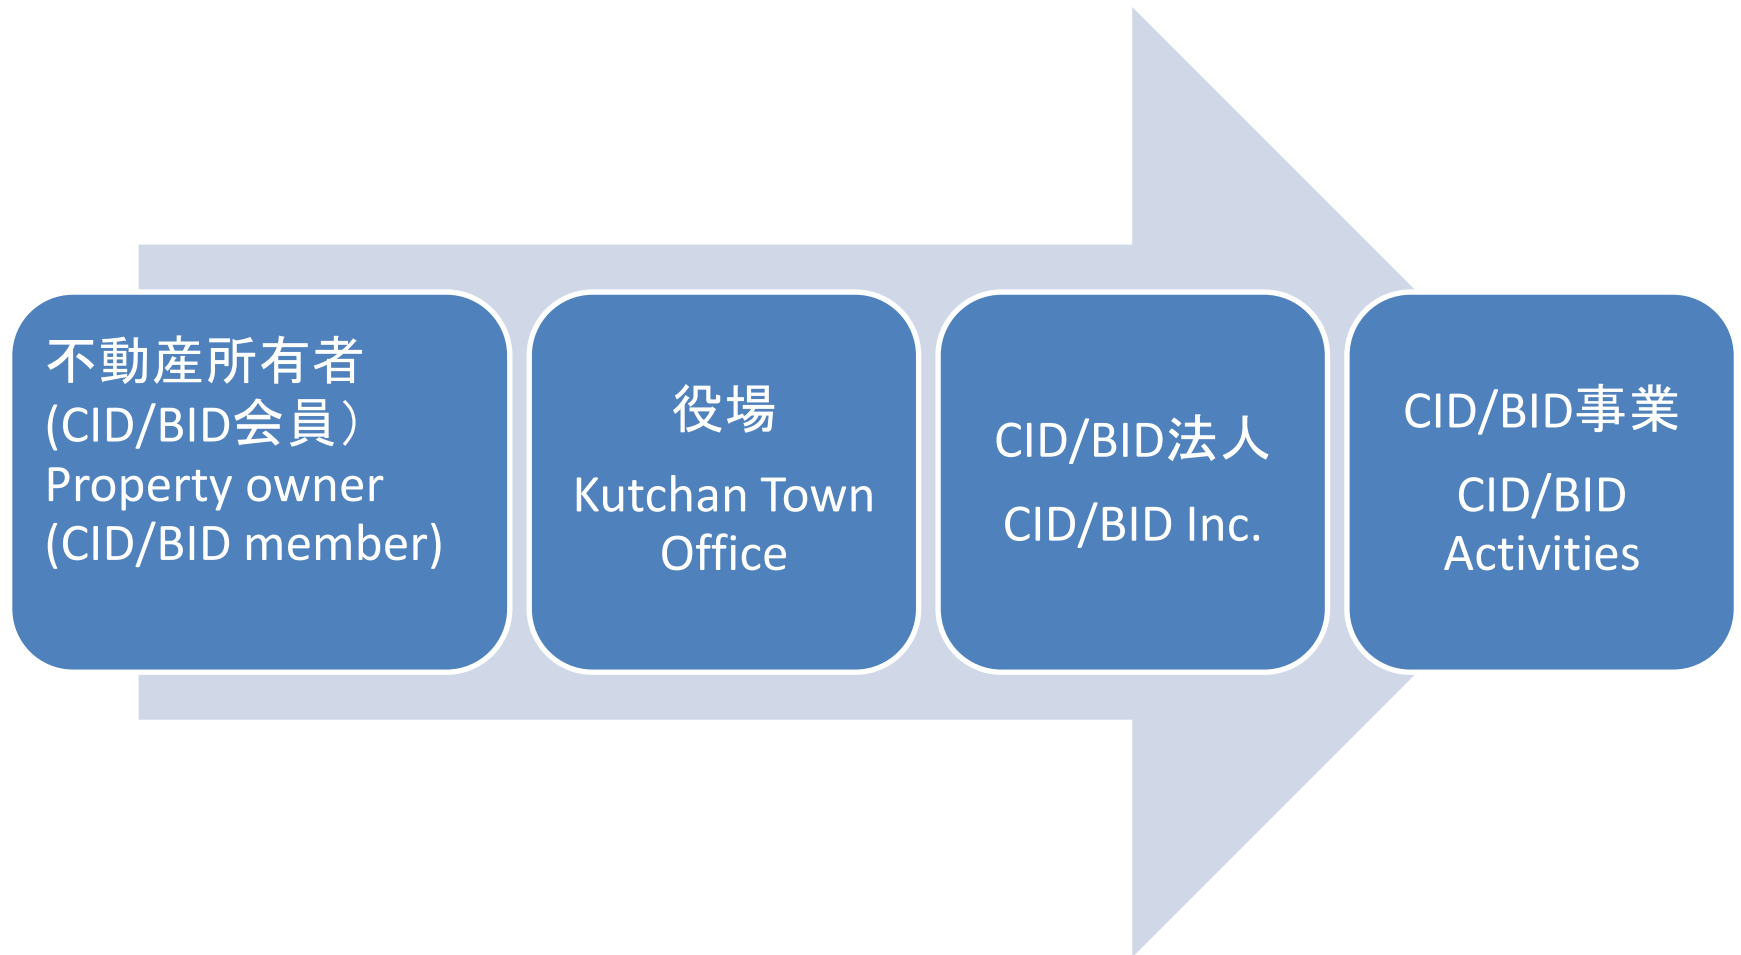 不動産所有者
(CID/BID会員）
Property owner
(CID/BID member)
役場
Kutchan Town
Office
CID/BID法人
CID/BID Inc.
CID/BID事業
CID/BID
Activities